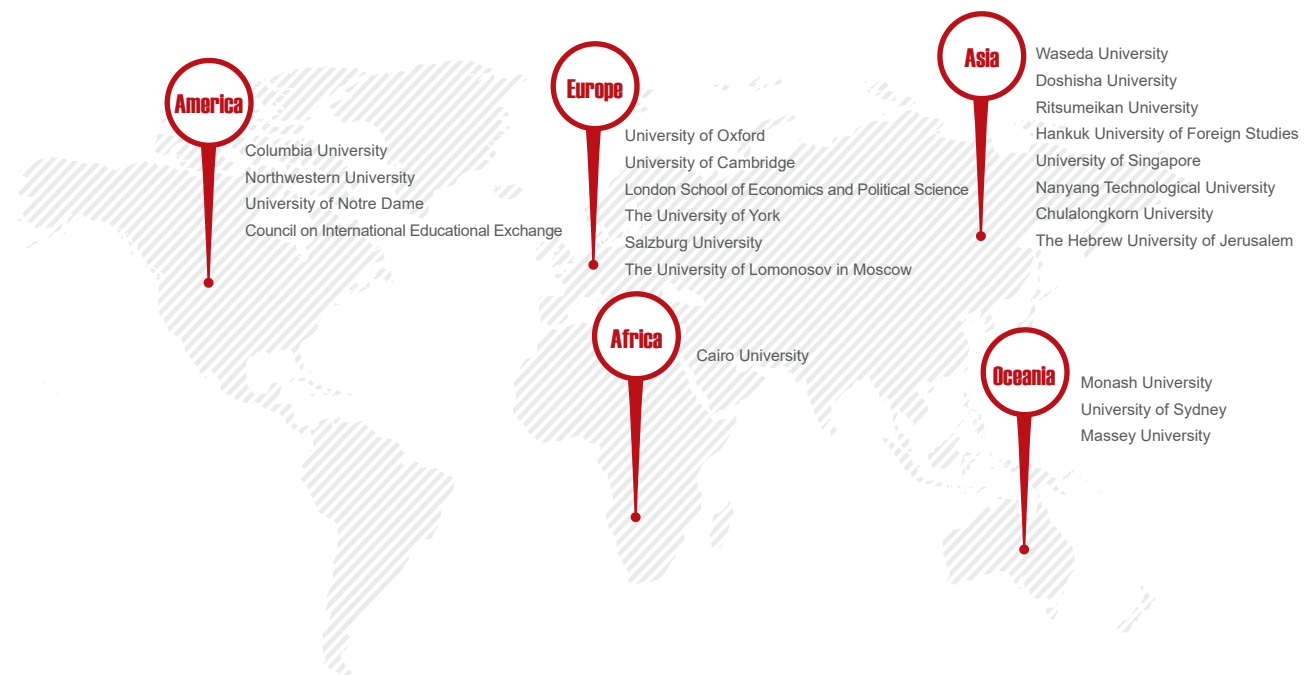 America
Columbia University
Northwestern University
University of Notre Dame
Council on International Educational Exchange
Europe
University of Oxford
University of Cambridge
London School of Economics and Political Science
The University of York
Salzburg University
The University of Lomonosov in Moscow
Asia
Waseda University
Doshisha University
Ritsumeikan University
Hankuk University of Foreign Studies
University of Singapore
Nanyang Technological University
Chulalongkorn University
The Hebrew University of Jerusalem
Africa
Cairo University
Oceania
Monash University
University of Sydney
Massey University